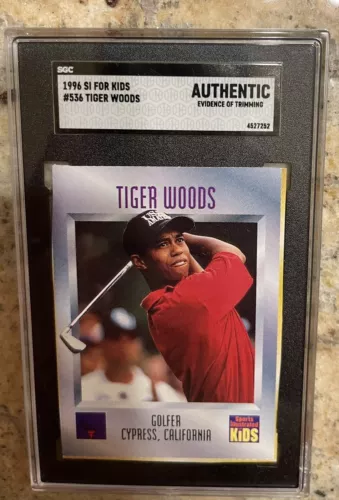 SGC
1996 SI FOR KIDS
#536 TIGER WOODS
AUTHENTIC
EVIDENCE OF TRIMMING
4527252
TIGER WOODS
GOLFER
CYPRESS, CALIFORNIA
Sports
Illustrated
KIDS